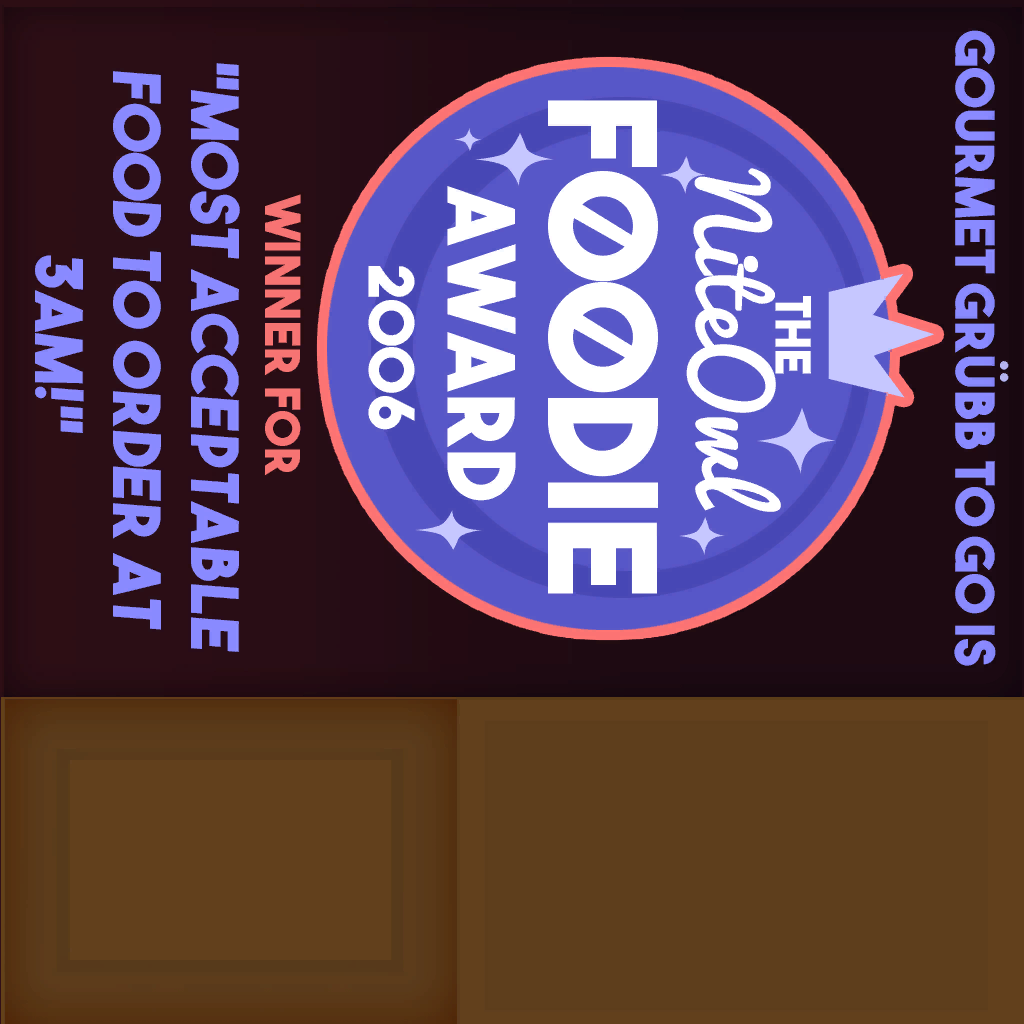 GOURMET GRÜBB TO GO IS
THE
NiteOwl
FOODIE
AWARD
2006
WINNER FOR
"MOST ACCEPTABLE
FOOD TO ORDER AT
3AM!"